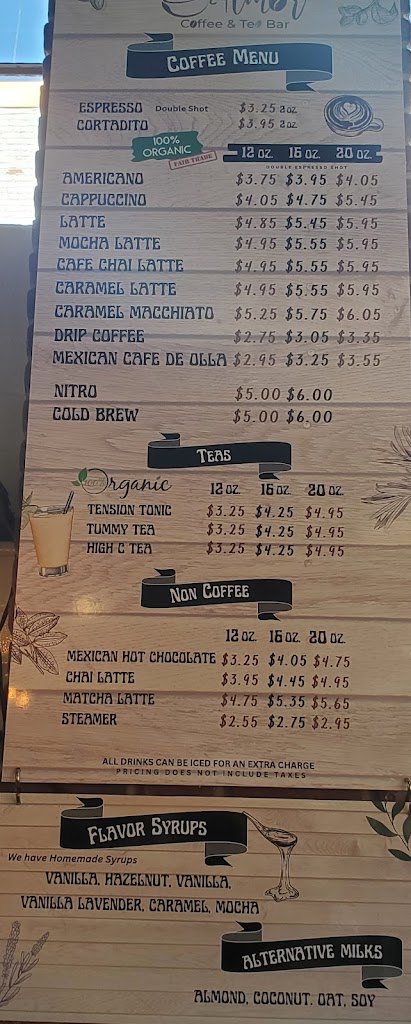 Coffee & Tea Bar
COFFEE MENU
ESPRESSO Double Shot $3.25 2oz
CORTADITO $3.95 2oz
100%
ORGANIC
FAIR TRADE
12 OZ. 16 OZ. 20 OZ.
DOUBLE ESPRESSO SHOT
AMERICANO $3.75 $3.95 $4.05
CAPPUCCINO $4.05 $4.75 $5.45
LATTE $4.85 $5.45 $5.95
MOCHA LATTE $4.95 $5.55 $5.95
CAFE CHAI LATTE $4.95 $5.55 $5.95
CARAMEL LATTE $4.95 $5.55 $5.95
CARAMEL MACCHIATO $5.25 $5.75 $6.05
DRIP COFFEE $2.75 $3.05 $3.35
MEXICAN CAFE DE OLLA $2.95 $3.25 $3.55
NITRO $5.00 $6.00
COLD BREW $5.00 $6.00
TEAS
Organic
12 OZ. 16 OZ. 20 OZ.
TENSION TONIC $3.25 $4.25 $4.95
TUMMY TEA $3.25 $4.25 $4.95
HIGH C TEA $3.25 $4.25 $4.95
NON COFFEE
12 OZ. 16 OZ. 20 OZ.
MEXICAN HOT CHOCOLATE $3.25 $4.05 $4.75
CHAI LATTE $3.95 $4.45 $4.95
MATCHA LATTE $4.75 $5.35 $5.65
STEAMER $2.55 $2.75 $2.95
ALL DRINKS CAN BE ICED FOR AN EXTRA CHARGE
PRICING DOES NOT INCLUDE TAXES
FLAVOR SYRUPS
We have Homemade Syrups
VANILLA, HAZELNUT, VANILLA,
VANILLA LAVENDER, CARAMEL, MOCHA
ALTERNATIVE MILKS
ALMOND, COCONUT, OAT, SOY